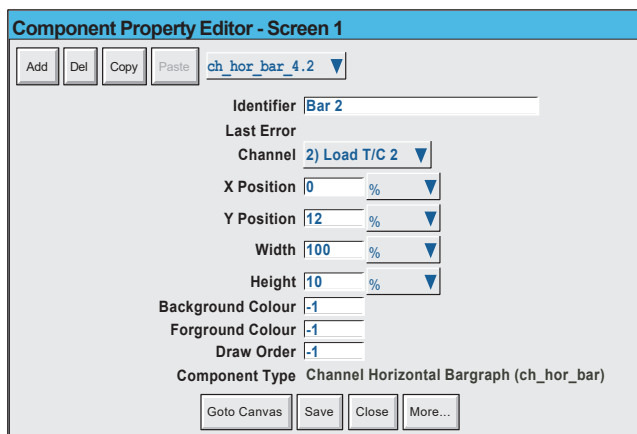 Component Property Editor - Screen 1
Add Del Copy Paste ch_hor_bar_4.2
Identifier Bar 2
Last Error
Channel 2) Load T/C 2
X Position 0 %
Y Position 12 %
Width 100 %
Height 10 %
Background Colour -1
Forground Colour -1
Draw Order -1
Component Type Channel Horizontal Bargraph (ch_hor_bar)
Goto Canvas Save Close More...